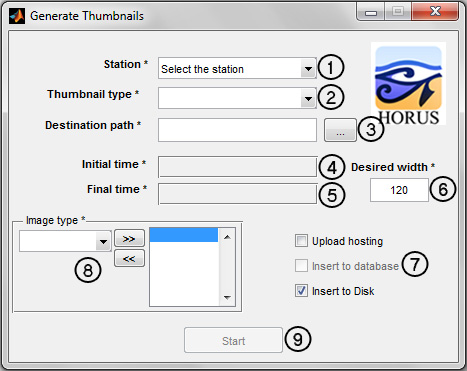 Generate Thumbnails
Station * Select the station 1
Thumbnail type * 2
Destination path * ... 3
HORUS
Initial time * 4
Final time * 5
Desired width *
120 6
Image type *
>>
<<
8
Upload hosting
Insert to database 7
Insert to Disk
Start 9